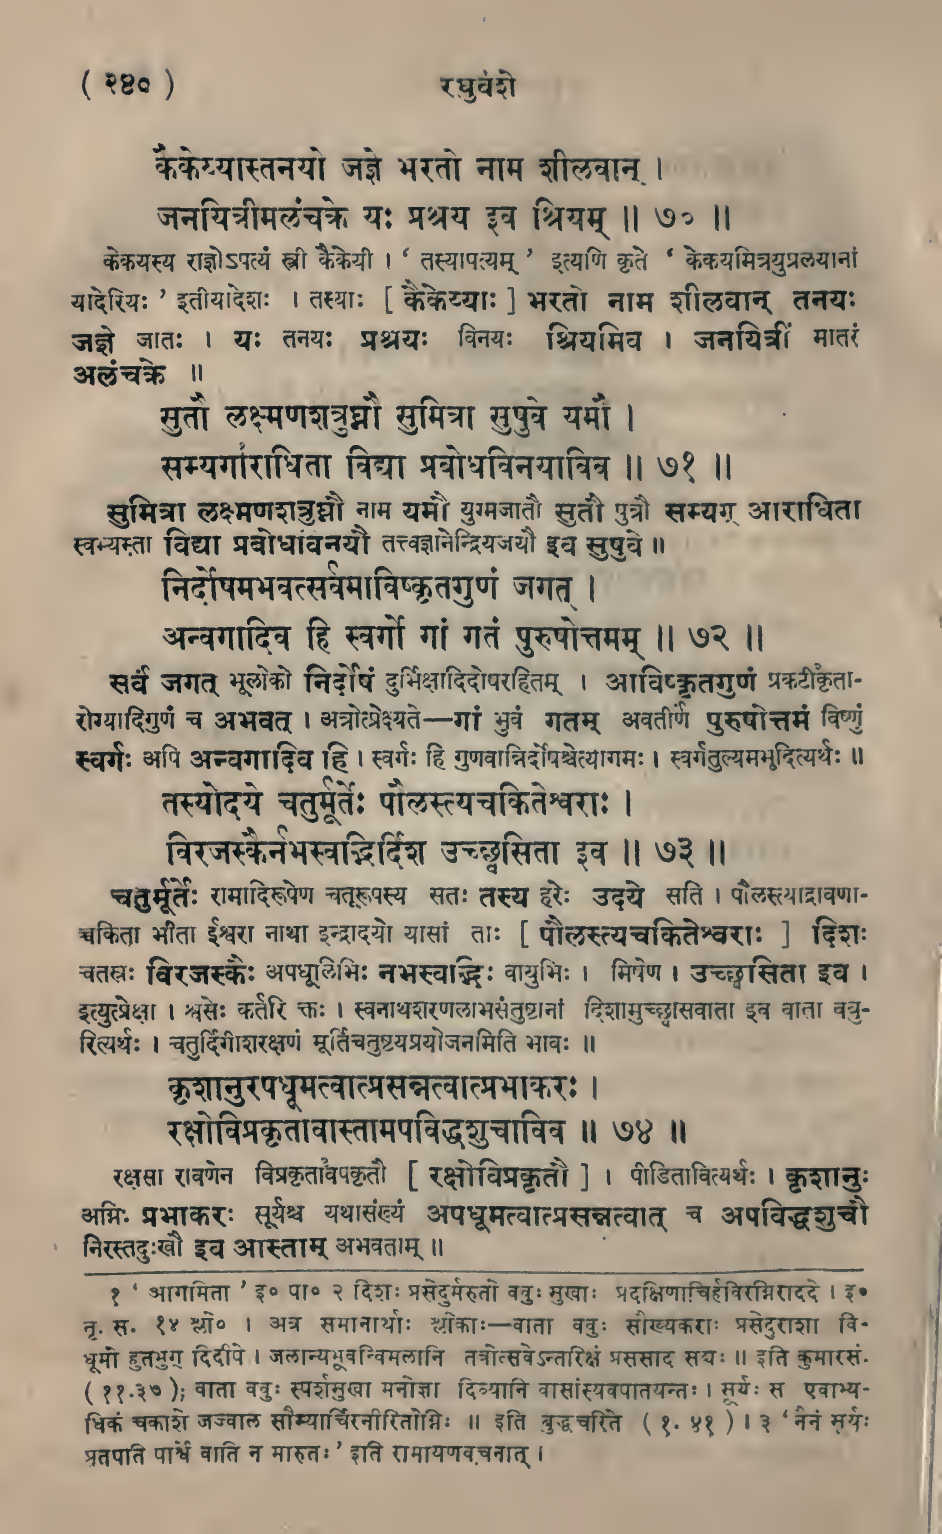 ( २४० ) रघुवंशे
कैकेय्यास्तनयो जज्ञे भरतो नाम शीलवान् ।
जनयित्रीमलंचक्रे यः प्रश्रय इव श्रियम् ॥ ७० ॥
केकयस्य राज्ञोऽपत्यं स्त्री कैकेयी । ‘ तस्यापत्यम् ’ इत्यणि कृते ‘ केकयमित्रयुप्रलयानां
यादेरियः ’ इतीयादेशः । तस्याः [ कैकेय्याः ] भरतो नाम शीलवान् तनयः
जज्ञे जातः । यः तनयः प्रश्रयः विनयः श्रियमिव । जनयित्रीं मातरं
अलंचक्रे ॥
सुतौ लक्ष्मणशत्रुघ्नौ सुमित्रा सुषुवे यमौ ।
सम्यगाराधिता विद्या प्रबोधविनयाविव ॥ ७१ ॥
सुमित्रा लक्ष्मणशत्रुघ्नौ नाम यमौ युग्मजातौ सुतौ पुत्रौ सम्यग् आराधिता
स्वभ्यस्ता विद्या प्रबोधविनयौ तत्त्वज्ञानेन्द्रियजयौ इव सुषुवे ॥
निर्दोषमभवत्सर्वमाविष्कृतगुणं जगत् ।
अन्वगादिव हि स्वर्गो गां गतं पुरुषोत्तमम् ॥ ७२ ॥
सर्वं जगत् भूलोको निर्दोषं दुर्भिक्षादिदोषरहितम् । आविष्कृतगुणं प्रकटीकृता-
रोग्यादिगुणं च अभवत् । अत्रोत्प्रेक्ष्यते—गां भुवं गतम् अवतीर्णं पुरुषोत्तमं विष्णुं
स्वर्गः अपि अन्वगादिव हि । स्वर्गः हि गुणवान्निर्दोषश्चेत्यागमः । स्वर्गतुल्यमभूदित्यर्थः ॥
तस्योदये चतुर्मूर्तेः पौलस्त्यचकितेश्वराः ।
विरजस्कैर्नभस्वद्भिर्दिश उच्छ्वसिता इव ॥ ७३ ॥
चतुर्मूर्तेः रामादिरूपेण चतूरूपस्य सतः तस्य हरेः उदये सति । पौलस्त्याद्रावणा-
च्चकिता भीता ईश्वरा नाथा इन्द्रादयो यासां ताः [ पौलस्त्यचकितेश्वराः ] दिशः
चतस्रः विरजस्कैः अपधूलिभिः नभस्वद्भिः वायुभिः । मिषेण । उच्छ्वसिता इव ।
इत्युत्प्रेक्षा । श्वसेः कर्तरि क्तः । स्वनाथशरणलाभसंतुष्टानां दिशामुच्छ्वासवाता इव वाता ववु-
रित्यर्थः । चतुर्दिगीशरक्षणं मूर्तिचतुष्टयप्रयोजनमिति भावः ॥
कृशानुरपधूमत्वात्प्रसन्नत्वात्प्रभाकरः ।
रक्षोविप्रकृतावास्तामपविद्धशुचाविव ॥ ७४ ॥
रक्षसा रावणेन विप्रकृतावपकृतौ [ रक्षोविप्रकृतौ ] । पीडितावित्यर्थः । कृशानुः
अग्निः प्रभाकरः सूर्यश्च यथासंख्यं अपधूमत्वात्प्रसन्नत्वात् च अपविद्धशुचौ
निरस्तदुःखौ इव आस्ताम् अभवताम् ॥
१ ‘ आगमिता ’ इ० पा० २ दिशः प्रसेदुर्मरुतो ववुः सुखाः प्रदक्षिणार्चिर्हविरग्निराददे । इ०
तृ. स. १४ श्लो० । अत्र समानार्थाः श्लोकाः—वाता ववुः सौख्यकराः प्रसेदुराशा वि-
धूमो हुतभुग् दिदीपे । जलान्यभूवन्विमलानि तत्रोत्सवेऽन्तरिक्षं प्रससाद सद्यः ॥ इति कुमारसं.
( ११.३७ ); वाता ववुः स्पर्शसुखा मनोज्ञा दिव्यानि वासांस्यवपातयन्तः । सूर्यः स एवाभ्य-
धिकं चकाशे जज्वाल सौम्यार्चिरनीरितोग्निः ॥ इति बुद्धचरिते ( १. ४१ ) । ३ ‘ नैनं सूर्यः
प्रतपति पार्श्वे वाति न मारुतः ’ इति रामायणवचनात् ।